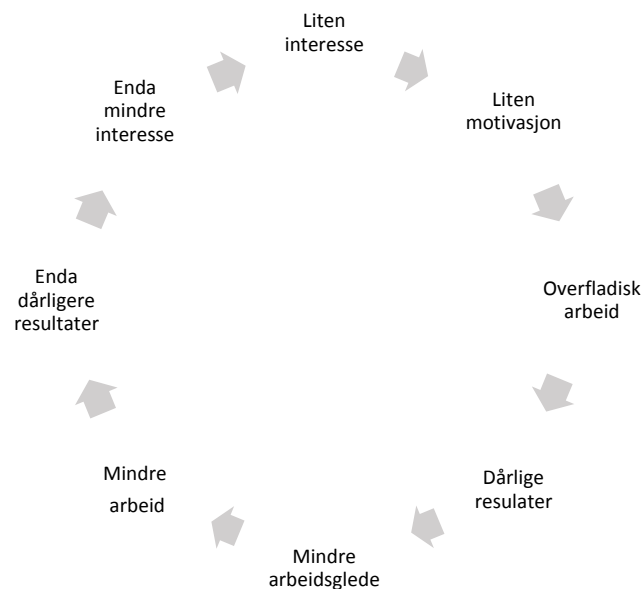 Liten
interesse
Liten
motivasjon
Overfladisk
arbeid
Dårlige
resulater
Mindre
arbeidsglede
Mindre
arbeid
Enda
dårligere
resultater
Enda
mindre
interesse